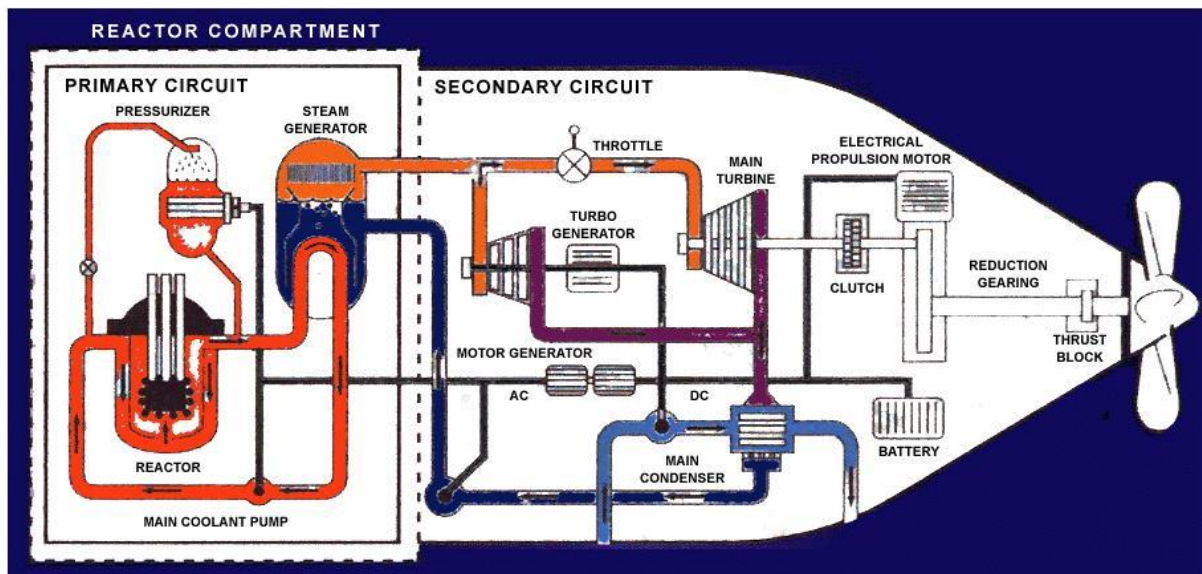 REACTOR COMPARTMENT
PRIMARY CIRCUIT
SECONDARY CIRCUIT
PRESSURIZER
STEAM
GENERATOR
THROTTLE
MAIN
TURBINE
ELECTRICAL
PROPULSION MOTOR
TURBO
GENERATOR
CLUTCH
REDUCTION
GEARING
THRUST
BLOCK
MOTOR GENERATOR
AC
DC
REACTOR
MAIN
CONDENSER
BATTERY
MAIN COOLANT PUMP